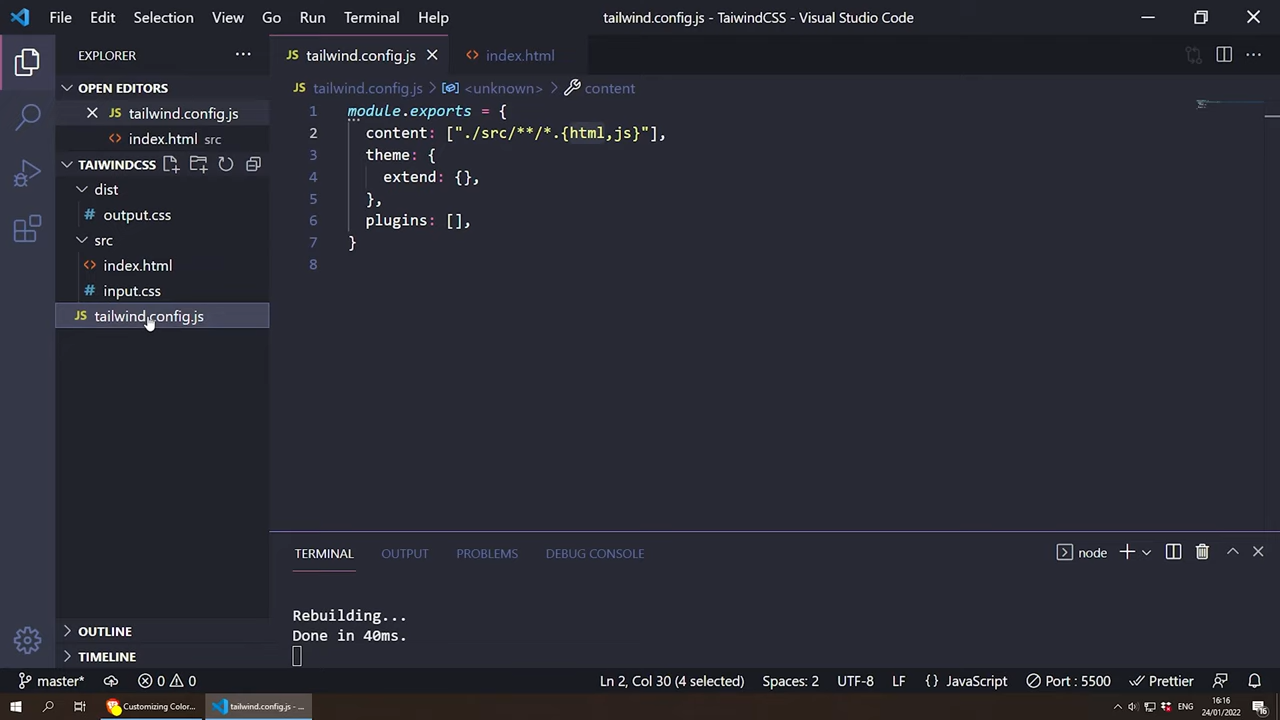 File Edit Selection View Go Run Terminal Help
tailwind.config.js - TaiwindCSS - Visual Studio Code
EXPLORER
OPEN EDITORS
JS tailwind.config.js
index.html src
TAIWINDCSS
dist
# output.css
src
index.html
# input.css
JS tailwind.config.js
OUTLINE
TIMELINE
JS tailwind.config.js
index.html
JS tailwind.config.js > <unknown> > content
1 module.exports = {
2 content: ["./src/**/*.{html,js}"],
3 theme: {
4 extend: {},
5 },
6 plugins: [],
7 }
8
TERMINAL OUTPUT PROBLEMS DEBUG CONSOLE
node
Rebuilding...
Done in 40ms.
master* 0 0 Ln 2, Col 30 (4 selected) Spaces: 2 UTF-8 LF {} JavaScript Port : 5500 Prettier
Customizing Color... tailwind.config.js - ... ENG
16:16
24/01/2022
16